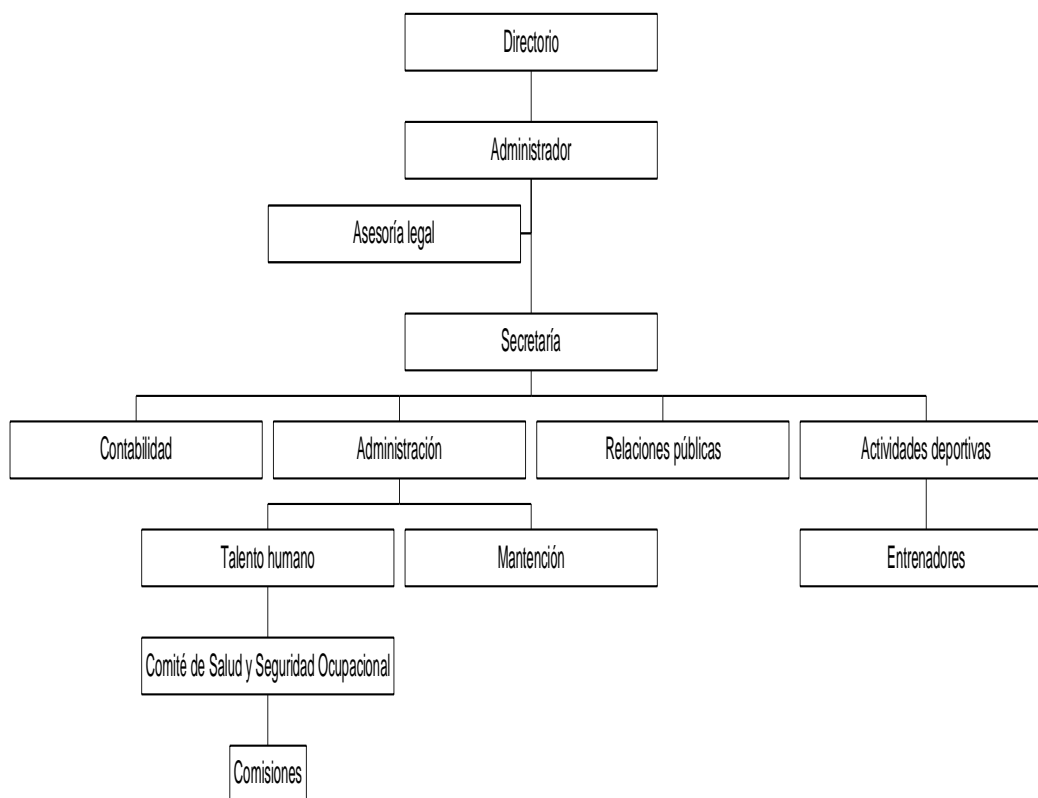 Directorio
Administrador
Asesoría legal
Secretaría
Contabilidad
Administración
Relaciones públicas
Actividades deportivas
Talento humano
Mantención
Entrenadores
Comité de Salud y Seguridad Ocupacional
Comisiones